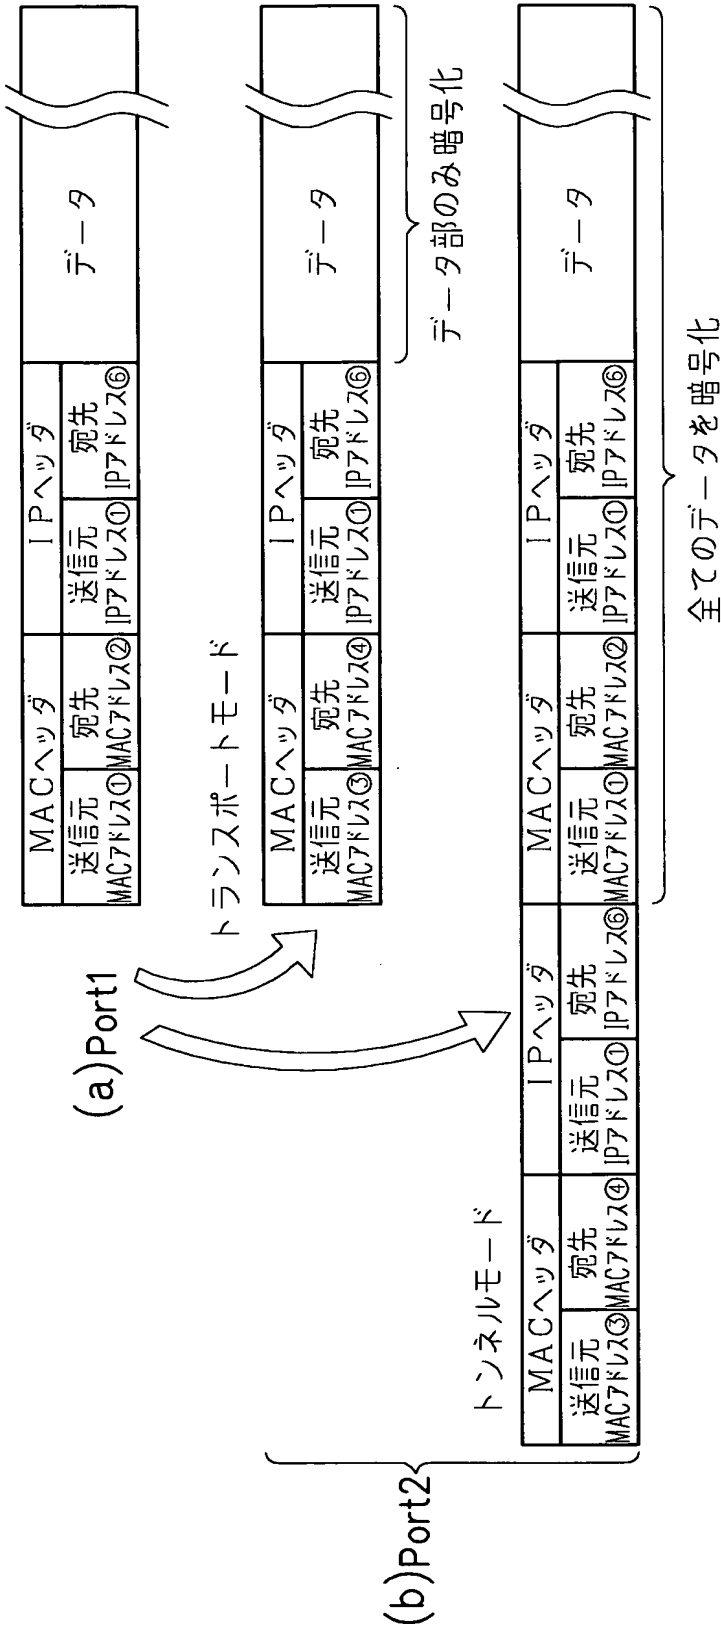 (a)Port1
MACヘッダ
IPヘッダ
データ
送信元
MACアドレス①
宛先
MACアドレス②
送信元
IPアドレス①
宛先
IPアドレス⑥
(b)Port2
トランスポートモード
MACヘッダ
IPヘッダ
データ
送信元
MACアドレス③
宛先
MACアドレス④
送信元
IPアドレス①
宛先
IPアドレス⑥
データ部のみ暗号化
トンネルモード
MACヘッダ
IPヘッダ
MACヘッダ
IPヘッダ
データ
送信元
MACアドレス③
宛先
MACアドレス④
送信元
IPアドレス①
宛先
IPアドレス⑥
送信元
MACアドレス①
宛先
MACアドレス②
送信元
IPアドレス①
宛先
IPアドレス⑥
全てのデータを暗号化